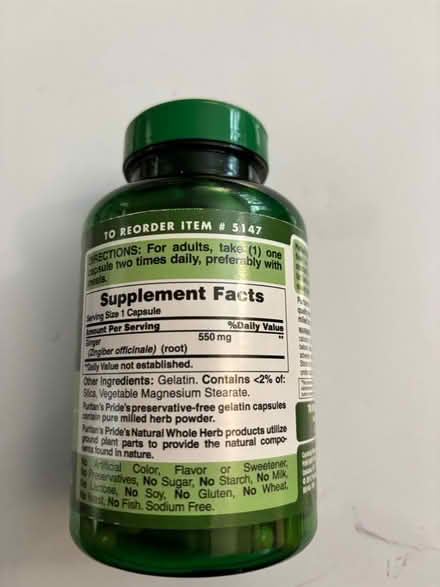 TO REORDER ITEM # 5147
DIRECTIONS: For adults, take (1) one
capsule two times daily, preferably with
meals.
Supplement Facts
Serving Size 1 Capsule
Amount Per Serving %Daily Value
Ginger 550 mg **
(Zingiber officinale) (root)
**Daily Value not established.
Other Ingredients: Gelatin. Contains <2% of:
Silica, Vegetable Magnesium Stearate.
Puritan's Pride's preservative-free gelatin capsules
contain pure milled herb powder.
Puritan's Pride's Natural Whole Herb products utilize
ground plant parts to provide the natural compo-
nents found in nature.
No Artificial Color, Flavor or Sweetener,
No Preservatives, No Sugar, No Starch, No Milk,
No Lactose, No Soy, No Gluten, No Wheat,
No Yeast, No Fish. Sodium Free.